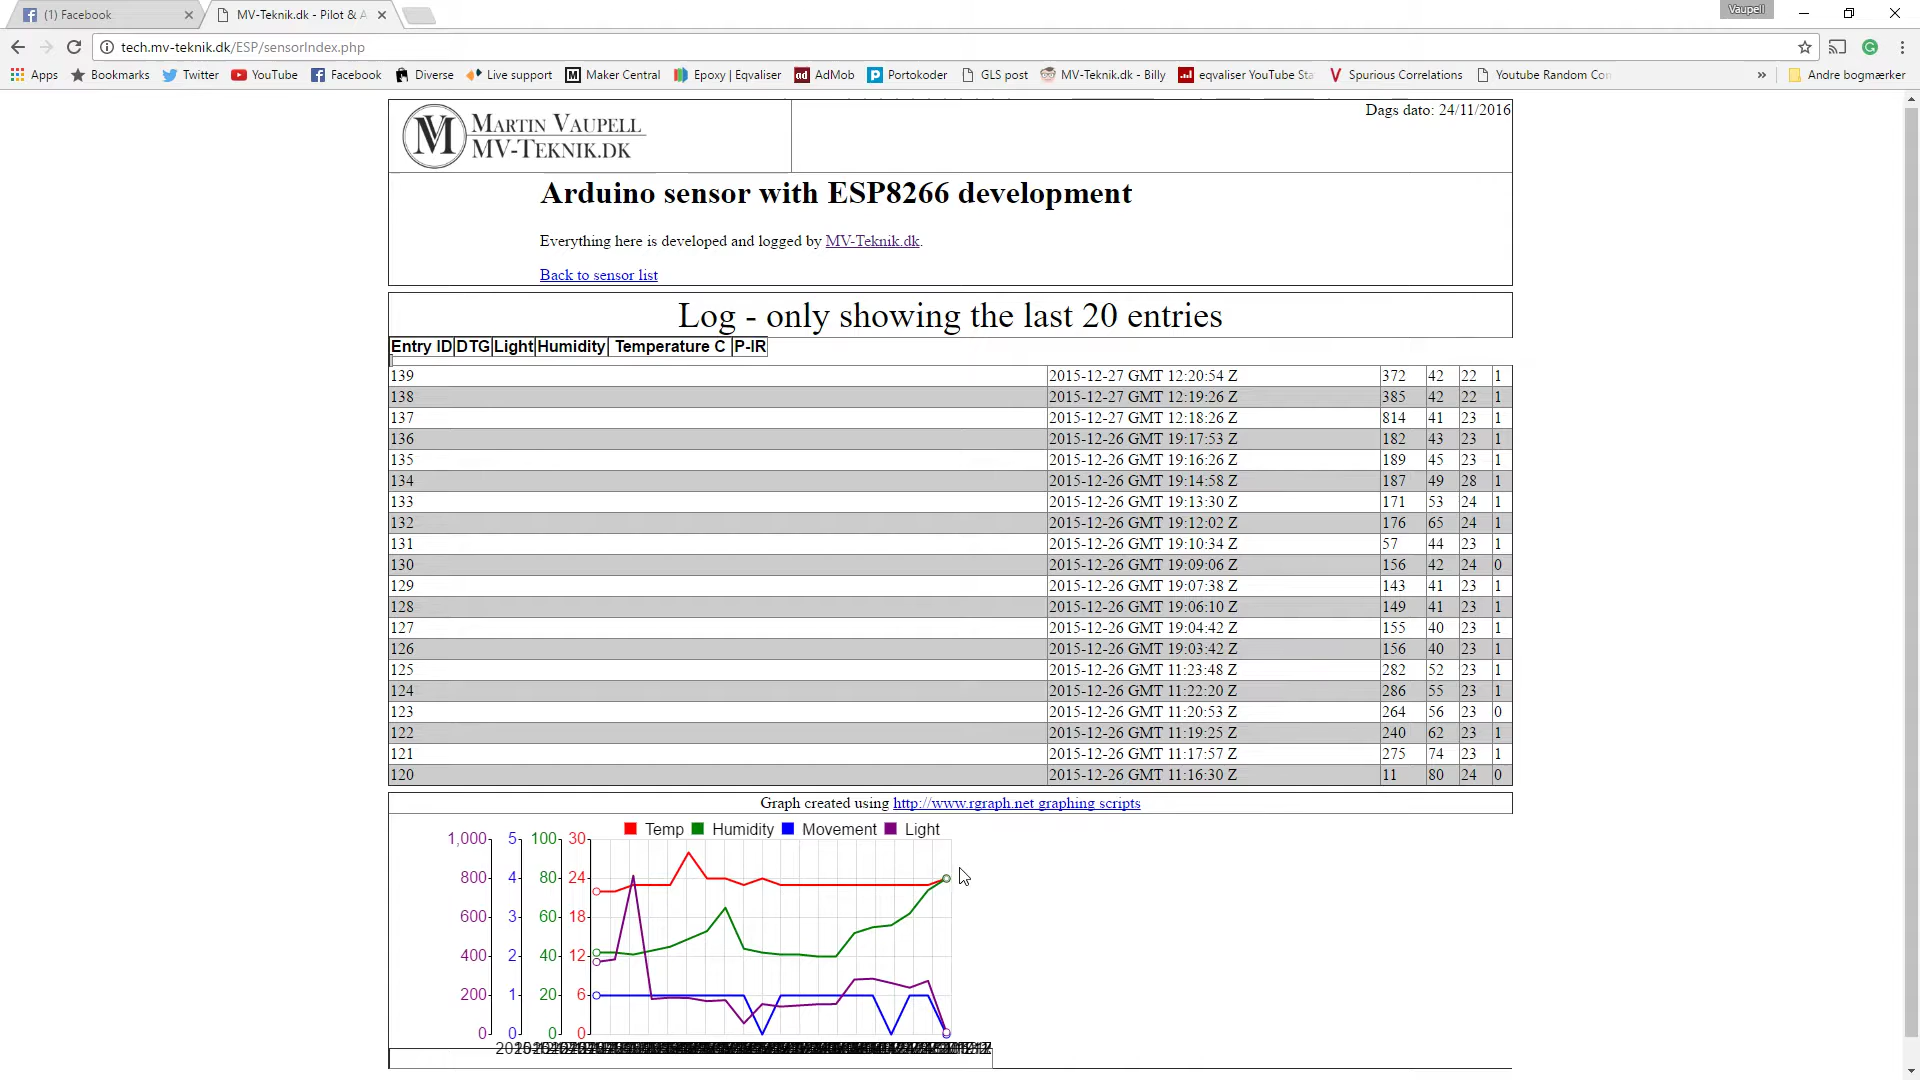 (1) Facebook
MV-Teknik.dk - Pilot & A
Vaupell
tech.mv-teknik.dk/ESP/sensorIndex.php
Apps Bookmarks Twitter YouTube Facebook Diverse Live support Maker Central Epoxy | Eqvaliser AdMob Portokoder GLS post MV-Teknik.dk - Billy eqvaliser YouTube Sta Spurious Correlations Youtube Random Com » Andre bogmærker
M MARTIN VAUPELL
MV-TEKNIK.DK
Dags dato: 24/11/2016
Arduino sensor with ESP8266 development
Everything here is developed and logged by MV-Teknik.dk.
Back to sensor list
Log - only showing the last 20 entries
Entry ID DTG Light Humidity Temperature C P-IR
139 2015-12-27 GMT 12:20:54 Z 372 42 22 1
138 2015-12-27 GMT 12:19:26 Z 385 42 22 1
137 2015-12-27 GMT 12:18:26 Z 814 41 23 1
136 2015-12-26 GMT 19:17:53 Z 182 43 23 1
135 2015-12-26 GMT 19:16:26 Z 189 45 23 1
134 2015-12-26 GMT 19:14:58 Z 187 49 28 1
133 2015-12-26 GMT 19:13:30 Z 171 53 24 1
132 2015-12-26 GMT 19:12:02 Z 176 65 24 1
131 2015-12-26 GMT 19:10:34 Z 57 44 23 1
130 2015-12-26 GMT 19:09:06 Z 156 42 24 0
129 2015-12-26 GMT 19:07:38 Z 143 41 23 1
128 2015-12-26 GMT 19:06:10 Z 149 41 23 1
127 2015-12-26 GMT 19:04:42 Z 155 40 23 1
126 2015-12-26 GMT 19:03:42 Z 156 40 23 1
125 2015-12-26 GMT 11:23:48 Z 282 52 23 1
124 2015-12-26 GMT 11:22:20 Z 286 55 23 1
123 2015-12-26 GMT 11:20:53 Z 264 56 23 0
122 2015-12-26 GMT 11:19:25 Z 240 62 23 1
121 2015-12-26 GMT 11:17:57 Z 275 74 23 1
120 2015-12-26 GMT 11:16:30 Z 11 80 24 0
Graph created using http://www.rgraph.net graphing scripts
Temp Humidity Movement Light
1,000 5 100 30
800 4 80 24
600 3 60 18
400 2 40 12
200 1 20 6
0 0 0 0